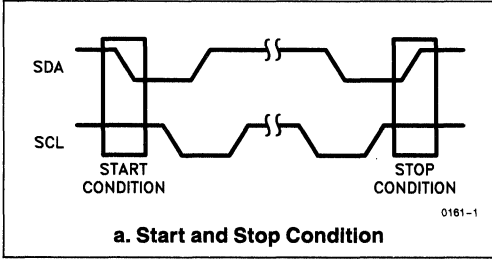 SDA
SCL
START
CONDITION
STOP
CONDITION
0161-1
a. Start and Stop Condition